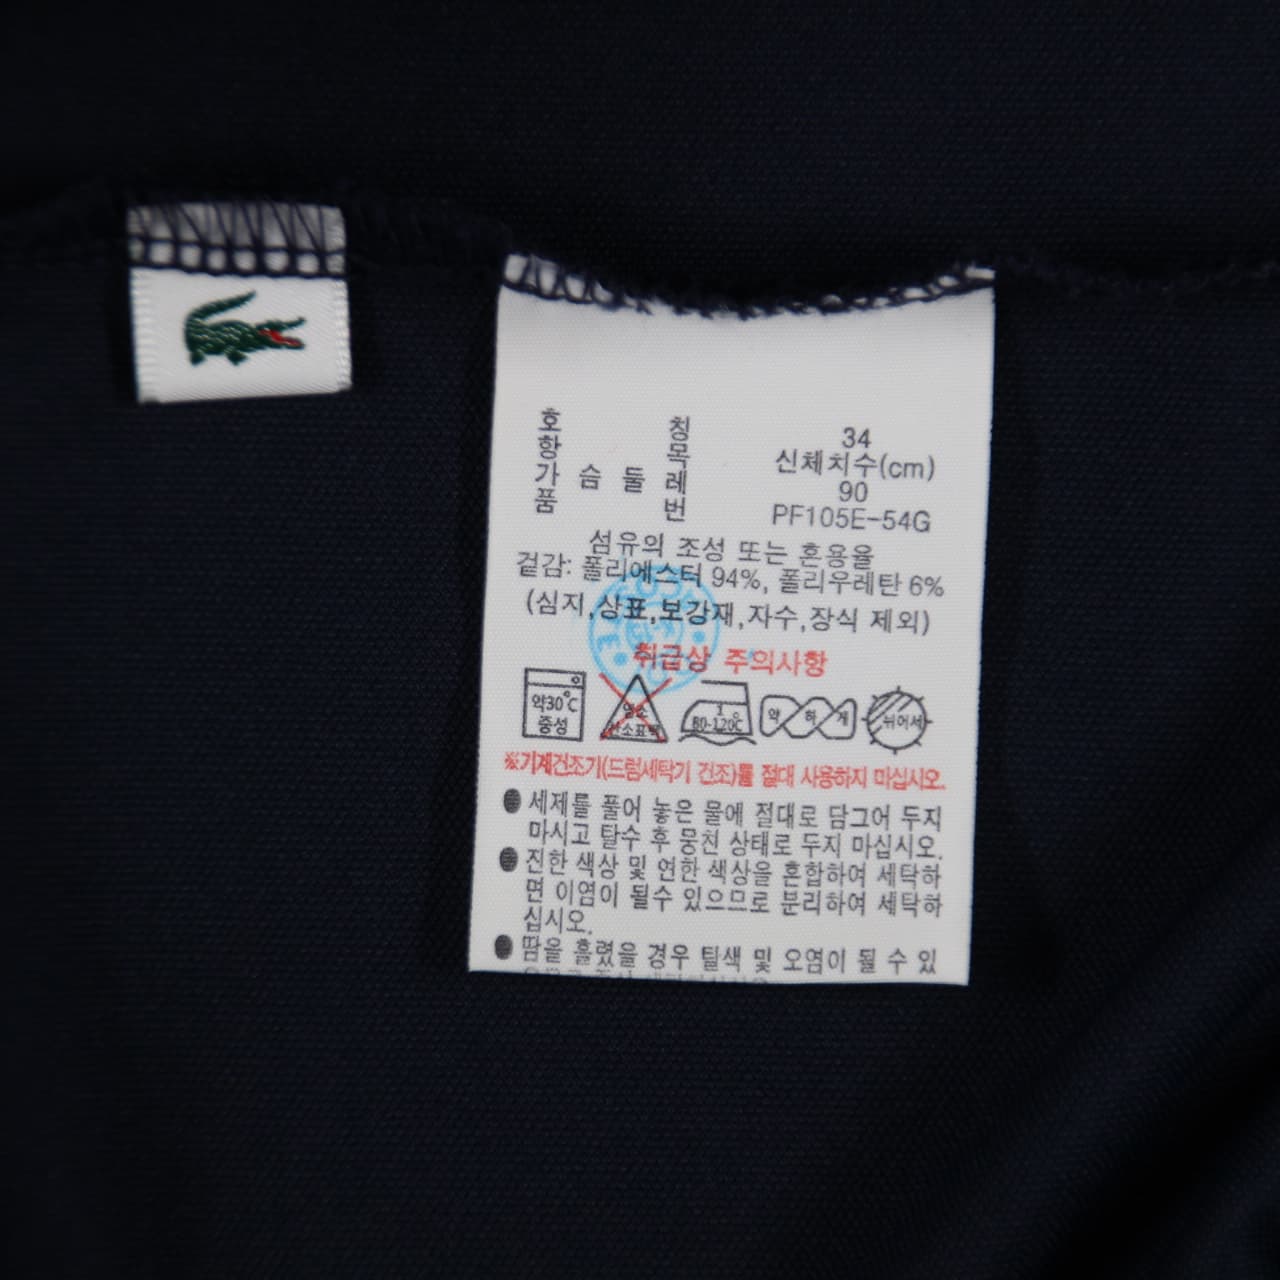 호 칭 34
항 목 신체치수(cm)
가 슴 둘 레 90
품 번 PF105E-54G
섬유의 조성 또는 혼용율
겉감: 폴리에스터 94%, 폴리우레탄 6%
(심지,상표,보강재,자수,장식 제외)
취급상 주의사항
약30℃ 중성
염소 산소표백
1 80-120℃
약 하 게
뉘어서
※기계건조기(드럼세탁기 건조)를 절대 사용하지 마십시오.
● 세제를 풀어 놓은 물에 절대로 담그어 두지
마시고 탈수 후 뭉친 상태로 두지 마십시오.
● 진한 색상 및 연한 색상을 혼합하여 세탁하
면 이염이 될수 있으므로 분리하여 세탁하
십시오.
● 땀을 흘렸을 경우 탈색 및 오염이 될 수 있